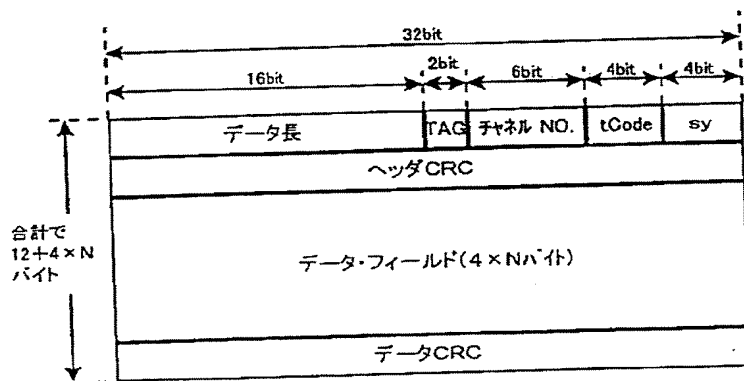 32bit
16bit
2bit
6bit
4bit
4bit
データ長
TAG
チャネル NO.
tCode
sy
ヘッダCRC
合計で
12+4×N
バイト
データ・フィールド(4×Nバイト)
データCRC